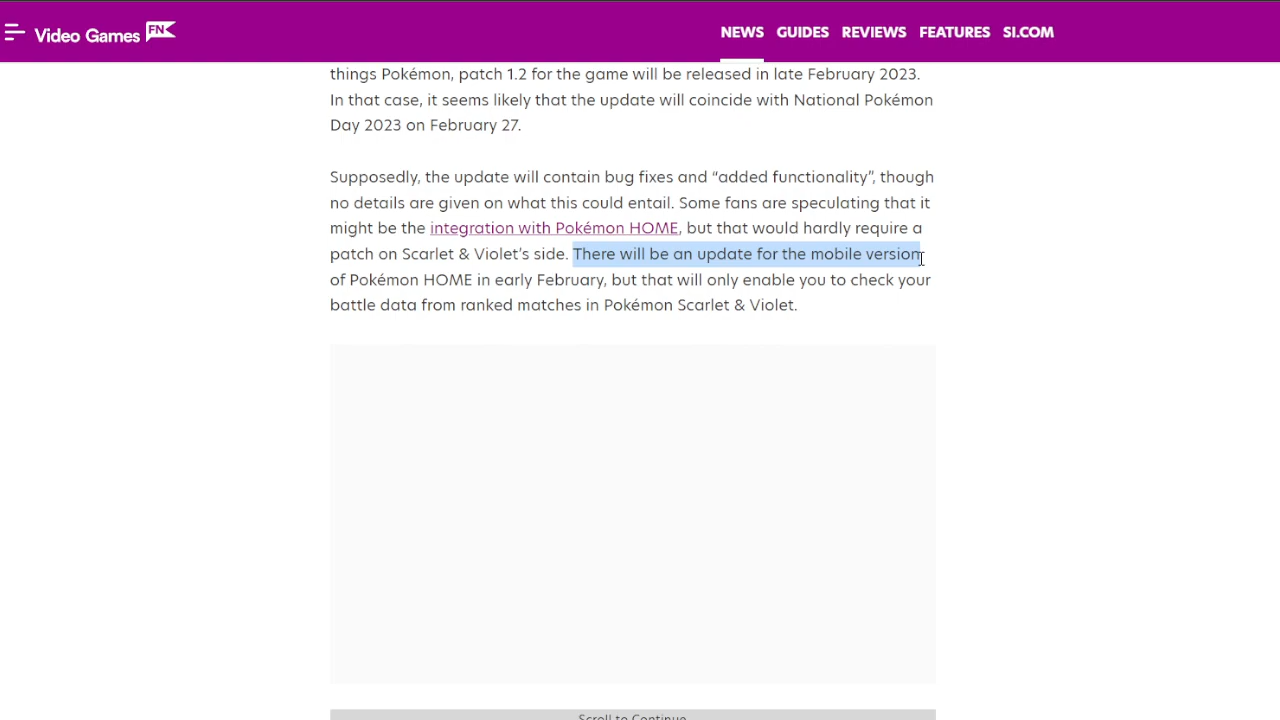 Video Games FN
NEWS GUIDES REVIEWS FEATURES SI.COM
things Pokémon, patch 1.2 for the game will be released in late February 2023.
In that case, it seems likely that the update will coincide with National Pokémon
Day 2023 on February 27.
Supposedly, the update will contain bug fixes and “added functionality”, though
no details are given on what this could entail. Some fans are speculating that it
might be the integration with Pokémon HOME, but that would hardly require a
patch on Scarlet & Violet’s side. There will be an update for the mobile version
of Pokémon HOME in early February, but that will only enable you to check your
battle data from ranked matches in Pokémon Scarlet & Violet.
Scroll to Continue